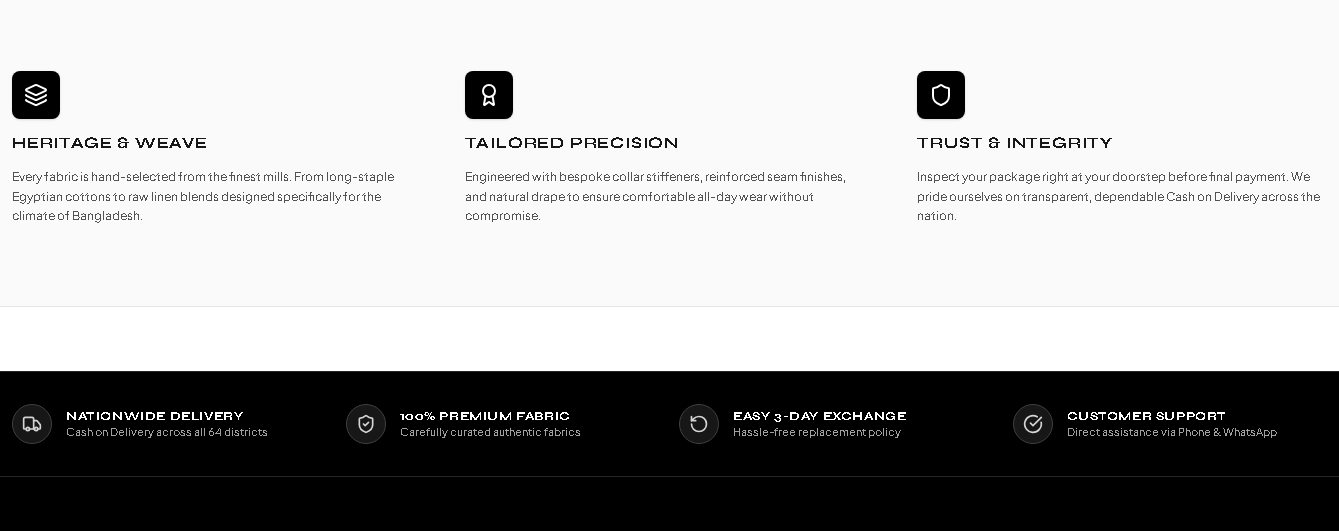 HERITAGE & WEAVE
Every fabric is hand-selected from the finest mills. From long-staple
Egyptian cottons to raw linen blends designed specifically for the
climate of Bangladesh.
TAILORED PRECISION
Engineered with bespoke collar stiffeners, reinforced seam finishes,
and natural drape to ensure comfortable all-day wear without
compromise.
TRUST & INTEGRITY
Inspect your package right at your doorstep before final payment. We
pride ourselves on transparent, dependable Cash on Delivery across the
nation.
NATIONWIDE DELIVERY
Cash on Delivery across all 64 districts
100% PREMIUM FABRIC
Carefully curated authentic fabrics
EASY 3-DAY EXCHANGE
Hassle-free replacement policy
CUSTOMER SUPPORT
Direct assistance via Phone & WhatsApp